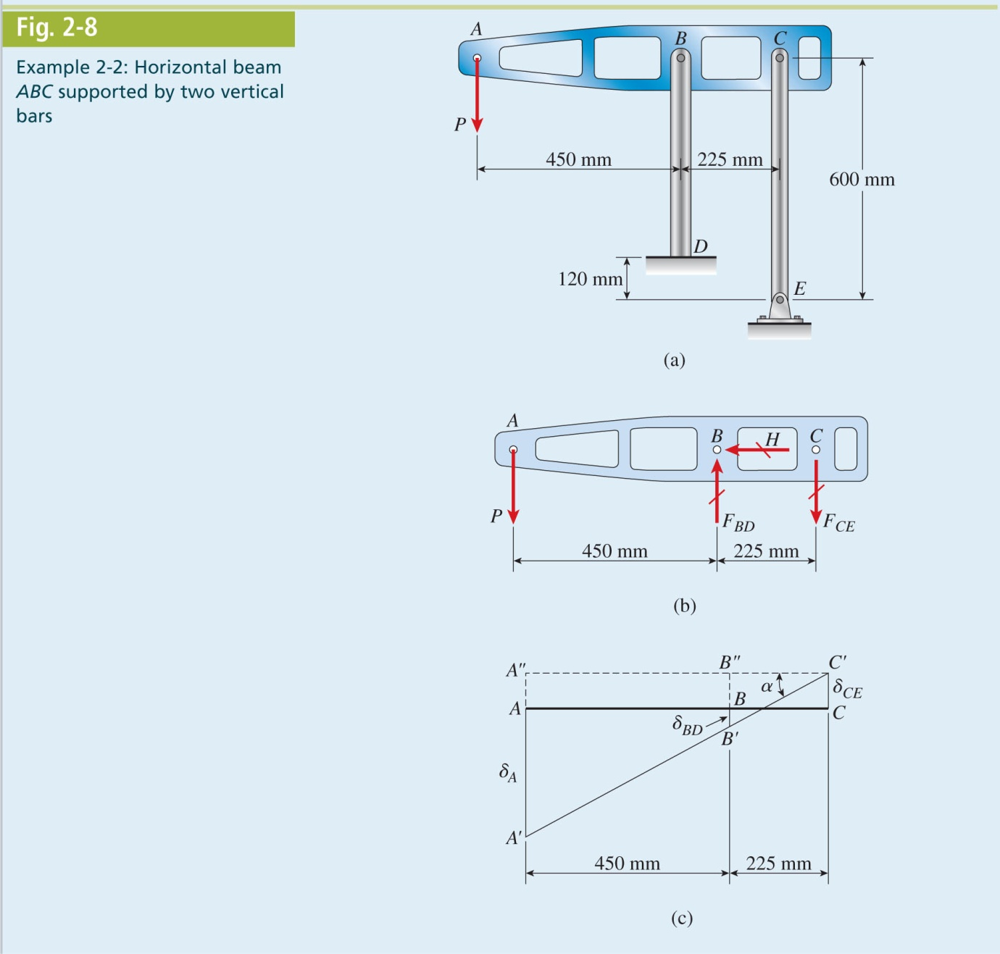 Fig. 2-8
Example 2-2: Horizontal beam
ABC supported by two vertical
bars
A
B
C
P
450 mm
225 mm
600 mm
D
120 mm
E
(a)
A
B
H
C
P
F_BD
F_CE
450 mm
225 mm
(b)
A"
B"
C'
α
δ_CE
A
B
C
δ_BD
B'
δ_A
A'
450 mm
225 mm
(c)